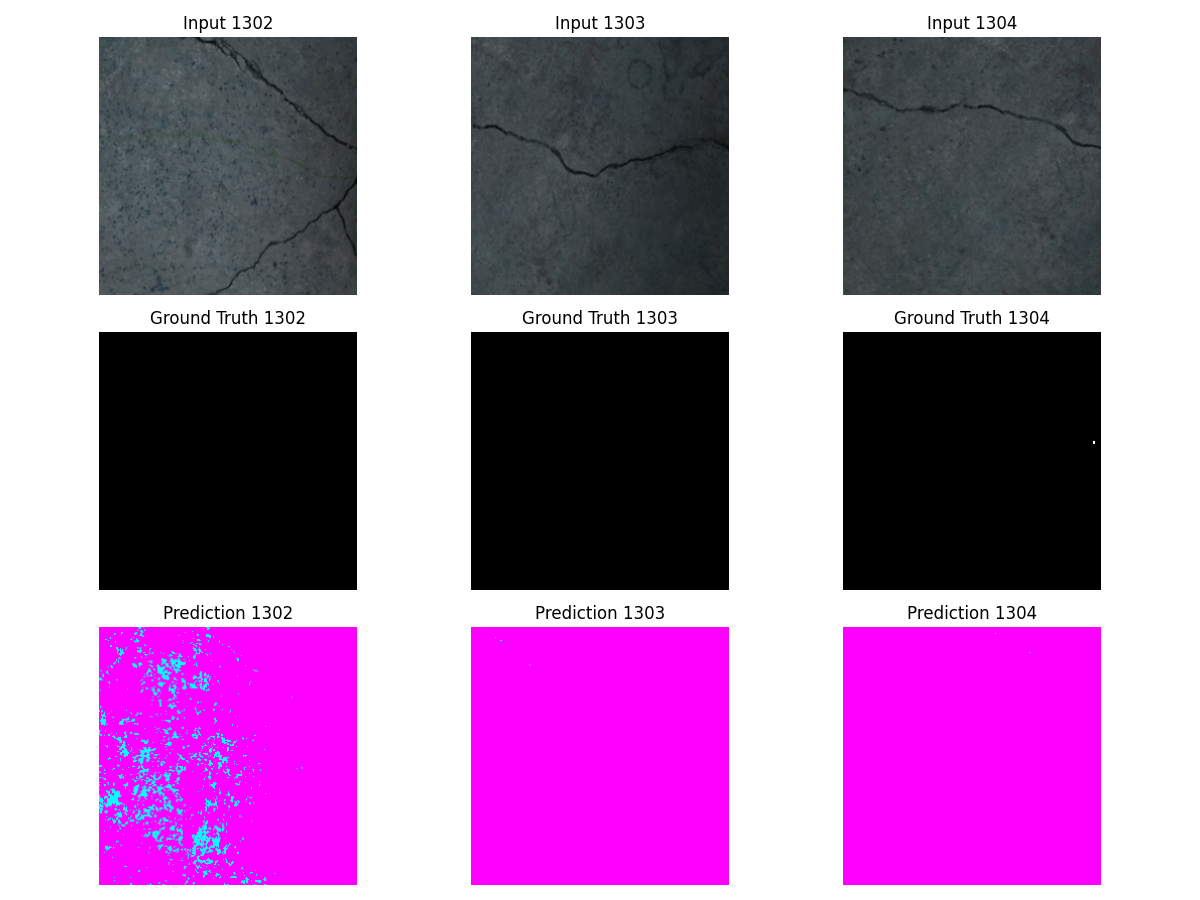 Input 1302
Input 1303
Input 1304
Ground Truth 1302
Ground Truth 1303
Ground Truth 1304
Prediction 1302
Prediction 1303
Prediction 1304